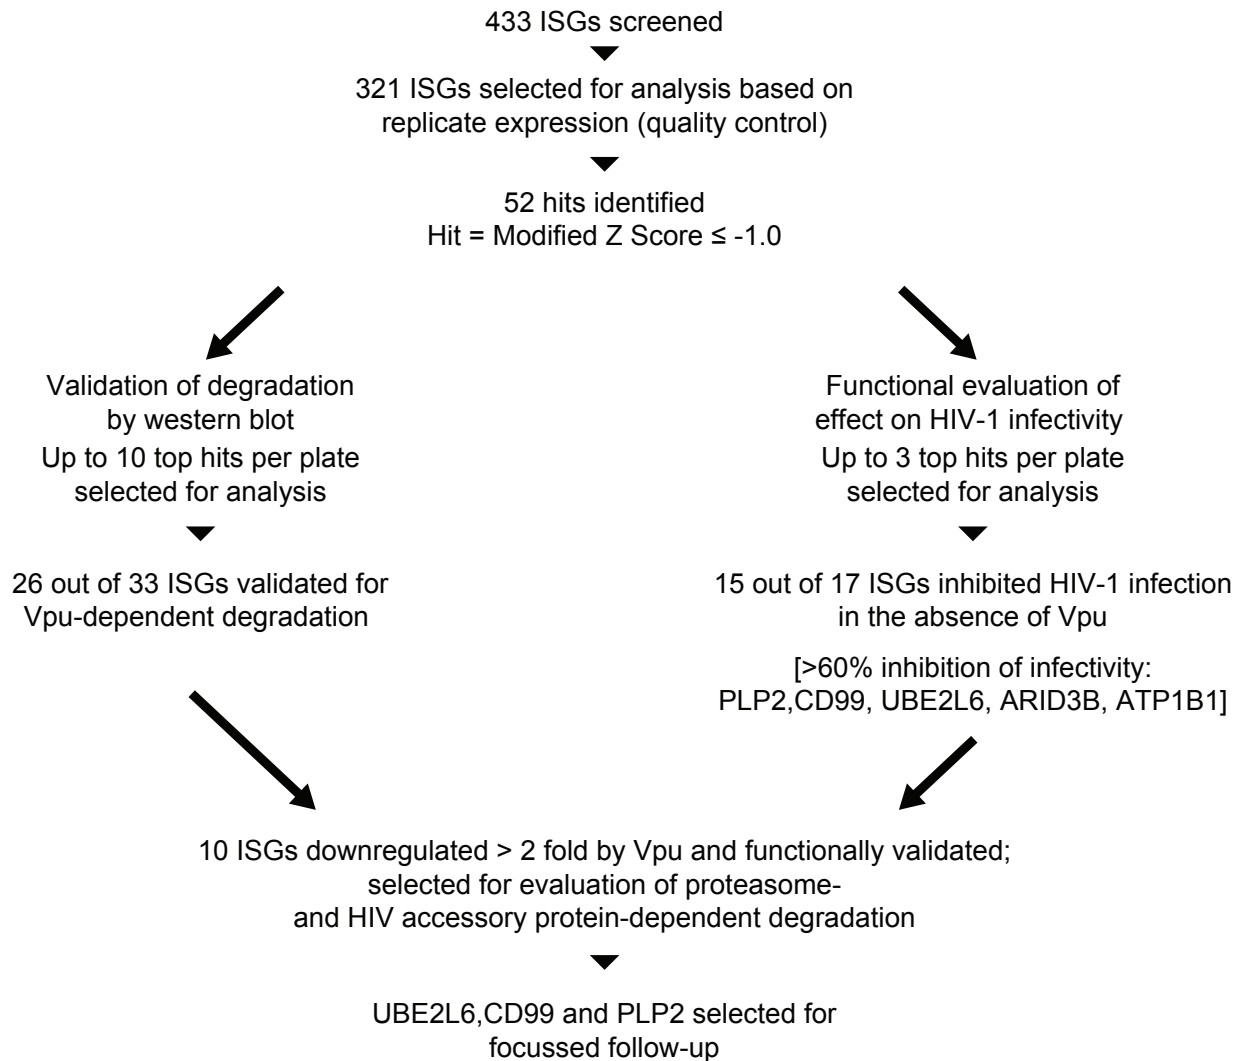 433 ISGs screened
321 ISGs selected for analysis based on
replicate expression (quality control)
52 hits identified
Hit = Modified Z Score ≤ -1.0
Validation of degradation
by western blot
Up to 10 top hits per plate
selected for analysis
26 out of 33 ISGs validated for
Vpu-dependent degradation
Functional evaluation of
effect on HIV-1 infectivity
Up to 3 top hits per plate
selected for analysis
15 out of 17 ISGs inhibited HIV-1 infection
in the absence of Vpu
[>60% inhibition of infectivity:
PLP2,CD99, UBE2L6, ARID3B, ATP1B1]
10 ISGs downregulated > 2 fold by Vpu and functionally validated;
selected for evaluation of proteasome-
and HIV accessory protein-dependent degradation
UBE2L6,CD99 and PLP2 selected for
focussed follow-up